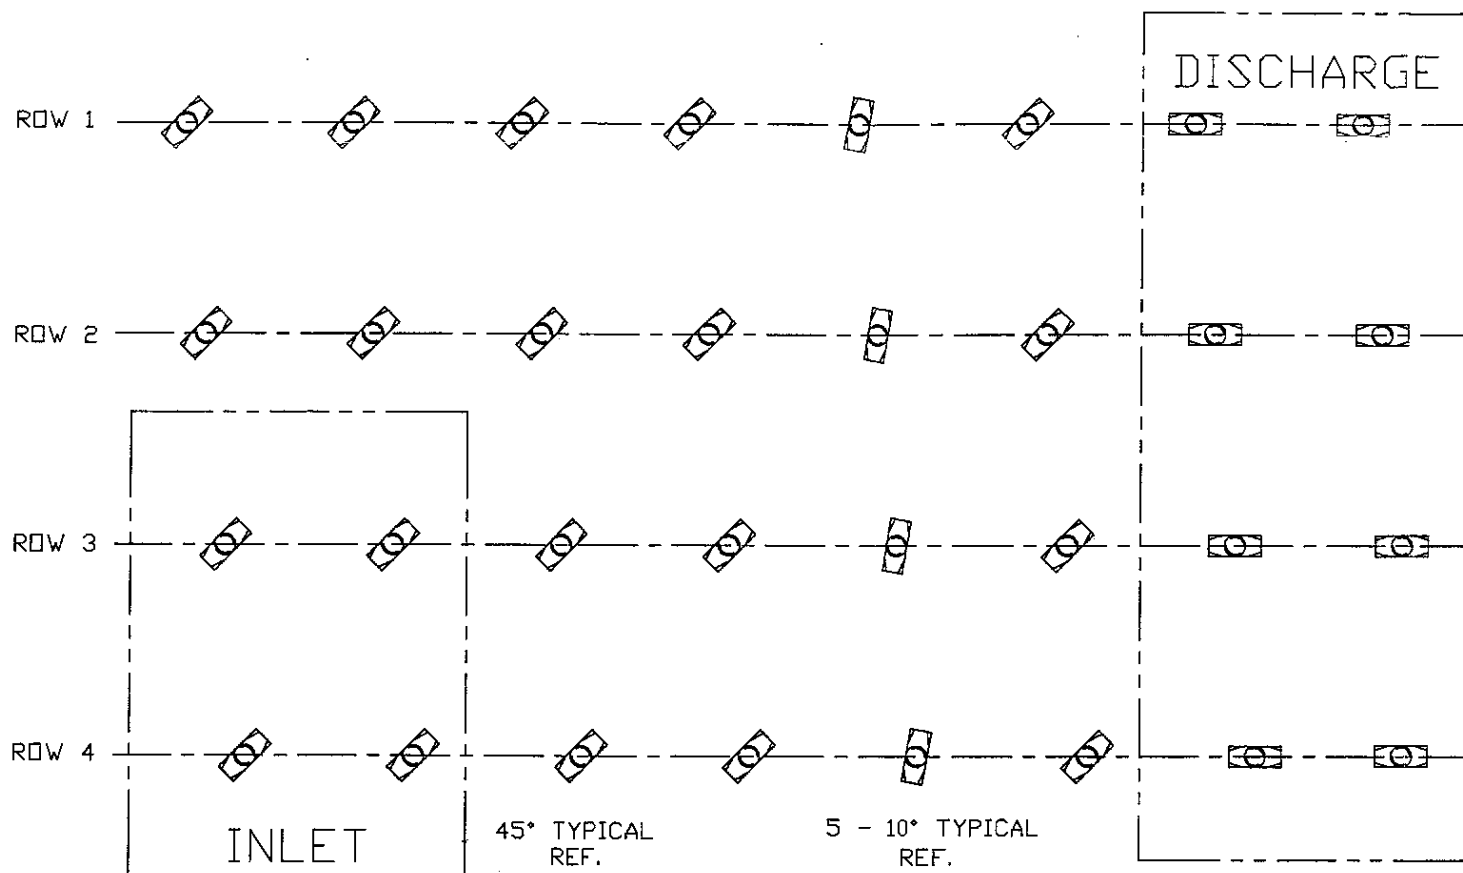 DISCHARGE
ROW 1
ROW 2
ROW 3
ROW 4
INLET
45° TYPICAL
REF.
5 - 10° TYPICAL
REF.